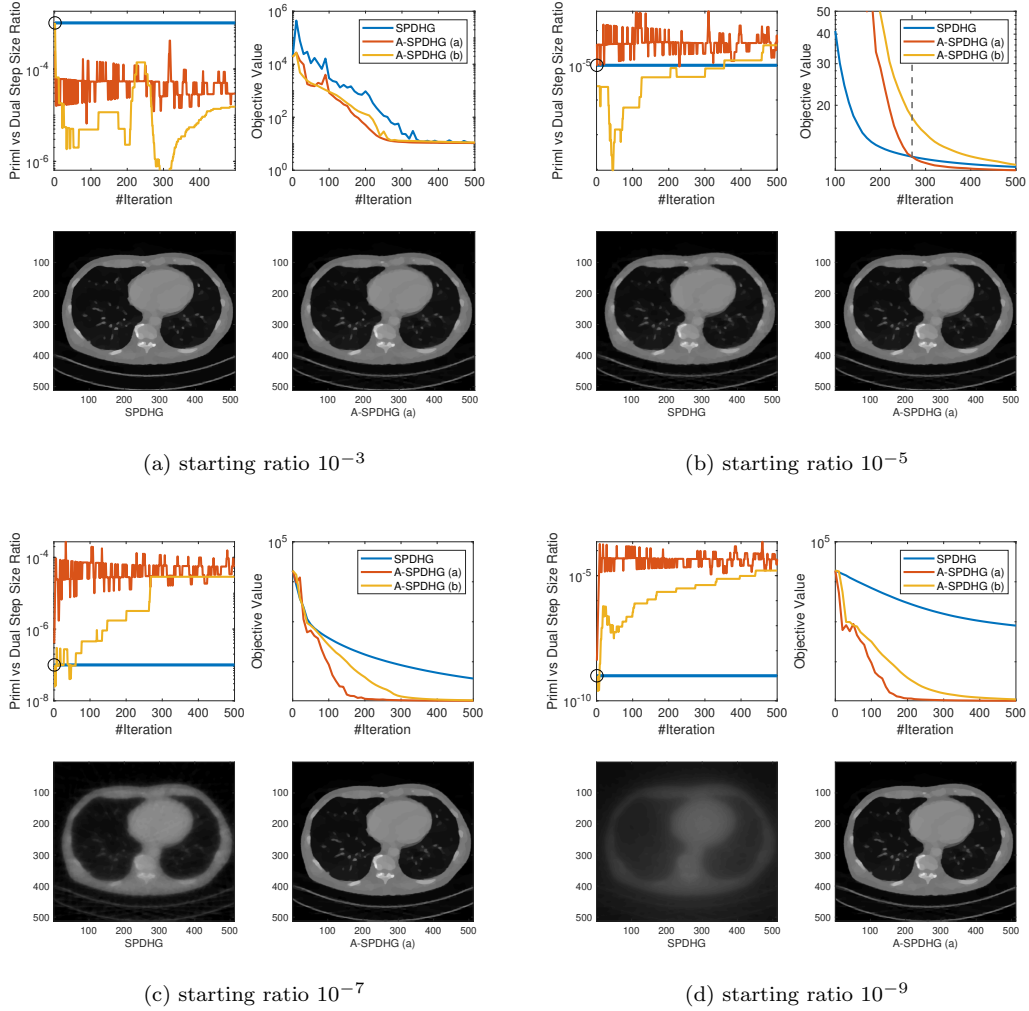 Priml vs Dual Step Size Ratio
10^-4
10^-6
0 100 200 300 400
#Iteration
Objective Value
10^6
10^4
10^2
10^0
0 100 200 300 400 500
#Iteration
SPDHG
A-SPDHG (a)
A-SPDHG (b)
Priml vs Dual Step Size Ratio
10^-5
0 100 200 300 400 500
#Iteration
Objective Value
50
40
30
20
100 200 300 400 500
#Iteration
SPDHG
A-SPDHG (a)
A-SPDHG (b)
100
200
300
400
500
100 200 300 400 500
SPDHG
100
200
300
400
500
100 200 300 400 500
A-SPDHG (a)
100
200
300
400
500
100 200 300 400 500
SPDHG
100
200
300
400
500
100 200 300 400 500
A-SPDHG (a)
(a) starting ratio 10^−3
(b) starting ratio 10^−5
Priml vs Dual Step Size Ratio
10^-4
10^-6
10^-8
0 100 200 300 400 500
#Iteration
Objective Value
10^5
0 100 200 300 400 500
#Iteration
SPDHG
A-SPDHG (a)
A-SPDHG (b)
Priml vs Dual Step Size Ratio
10^-5
10^-10
0 100 200 300 400 500
#Iteration
Objective Value
10^5
0 100 200 300 400 500
#Iteration
SPDHG
A-SPDHG (a)
A-SPDHG (b)
100
200
300
400
500
100 200 300 400 500
SPDHG
100
200
300
400
500
100 200 300 400 500
A-SPDHG (a)
100
200
300
400
500
100 200 300 400 500
SPDHG
100
200
300
400
500
100 200 300 400 500
A-SPDHG (a)
(c) starting ratio 10^−7
(d) starting ratio 10^−9